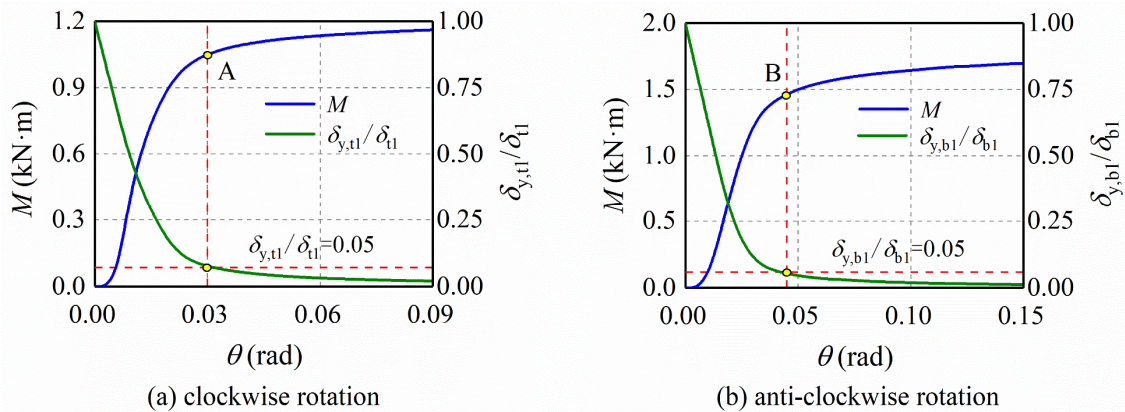 1.2
0.9
0.6
0.3
0.0
M (kN·m)
A
M
δy,t1/δt1
δy,t1/δt1=0.05
1.00
0.75
0.50
0.25
0.00
δy,t1/δt1
0.00 0.03 0.06 0.09
θ (rad)
(a) clockwise rotation
2.0
1.5
1.0
0.5
2.0
M (kN·m)
B
M
δy,b1/δb1
δy,b1/δb1=0.05
1.00
0.75
0.50
0.25
0.00
δy,b1/δb1
0.00 0.05 0.10 0.15
θ (rad)
(b) anti-clockwise rotation